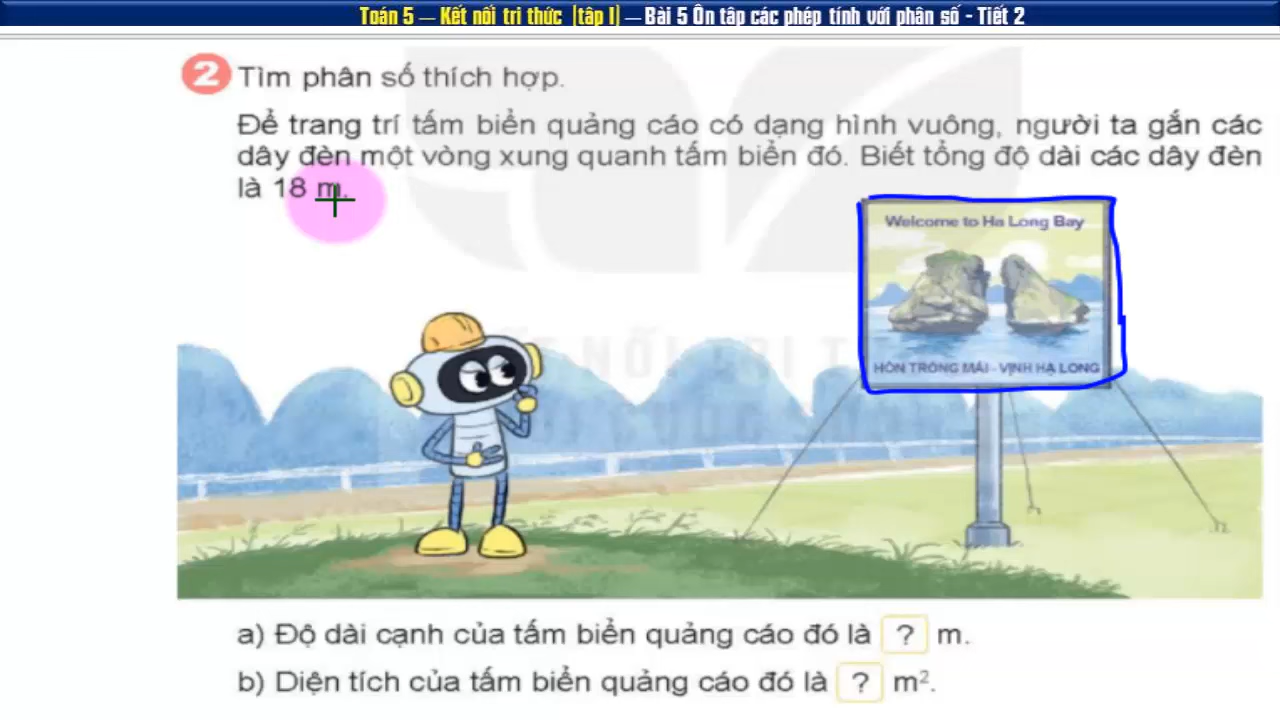 Toán 5 — Kết nối tri thức [tập I] — Bài 5 Ôn tập các phép tính với phân số - Tiết 2
2 Tìm phân số thích hợp.
Để trang trí tấm biển quảng cáo có dạng hình vuông, người ta gắn các
dây đèn một vòng xung quanh tấm biển đó. Biết tổng độ dài các dây đèn
là 18 m.
Welcome to Ha Long Bay
HÒN TRỐNG MÁI - VỊNH HẠ LONG
a) Độ dài cạnh của tấm biển quảng cáo đó là ? m.
b) Diện tích của tấm biển quảng cáo đó là ? m².